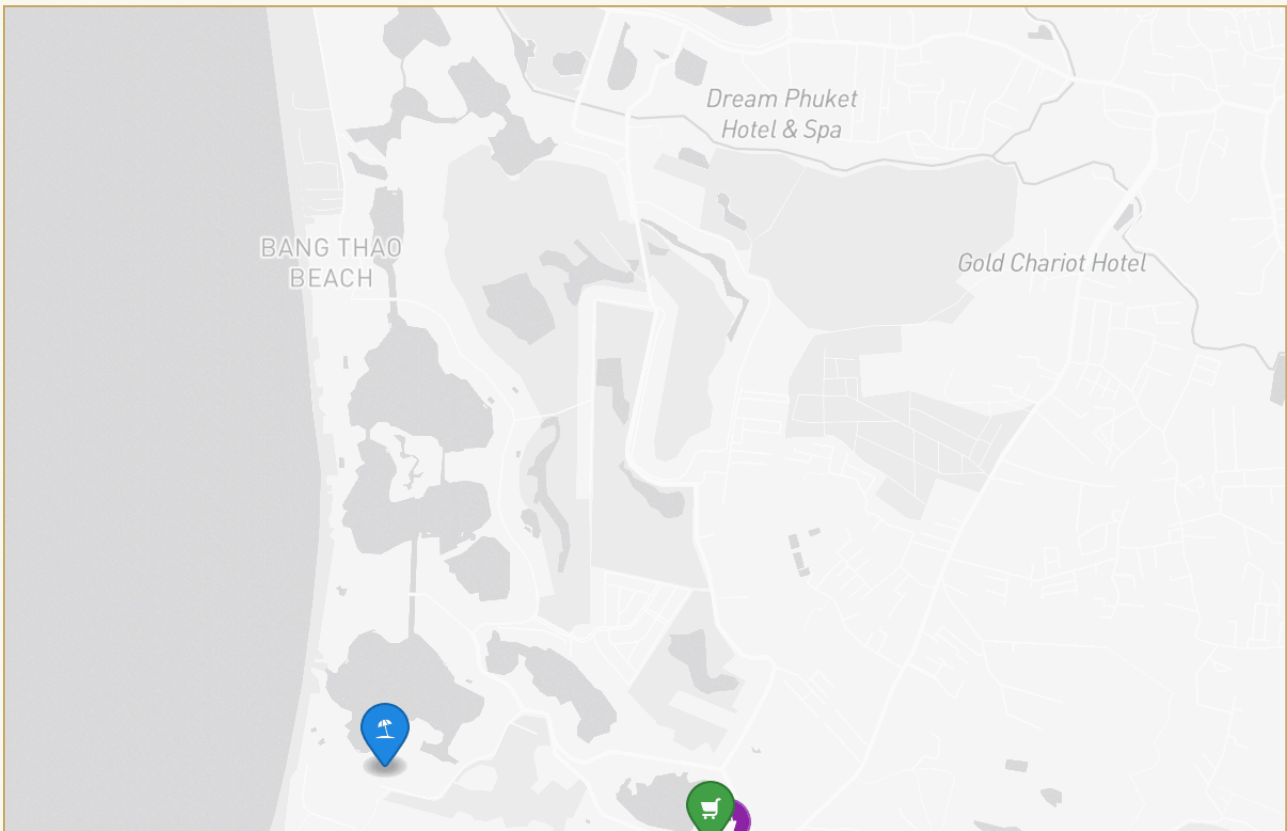 Dream Phuket
Hotel & Spa
BANG THAO
BEACH
Gold Chariot Hotel